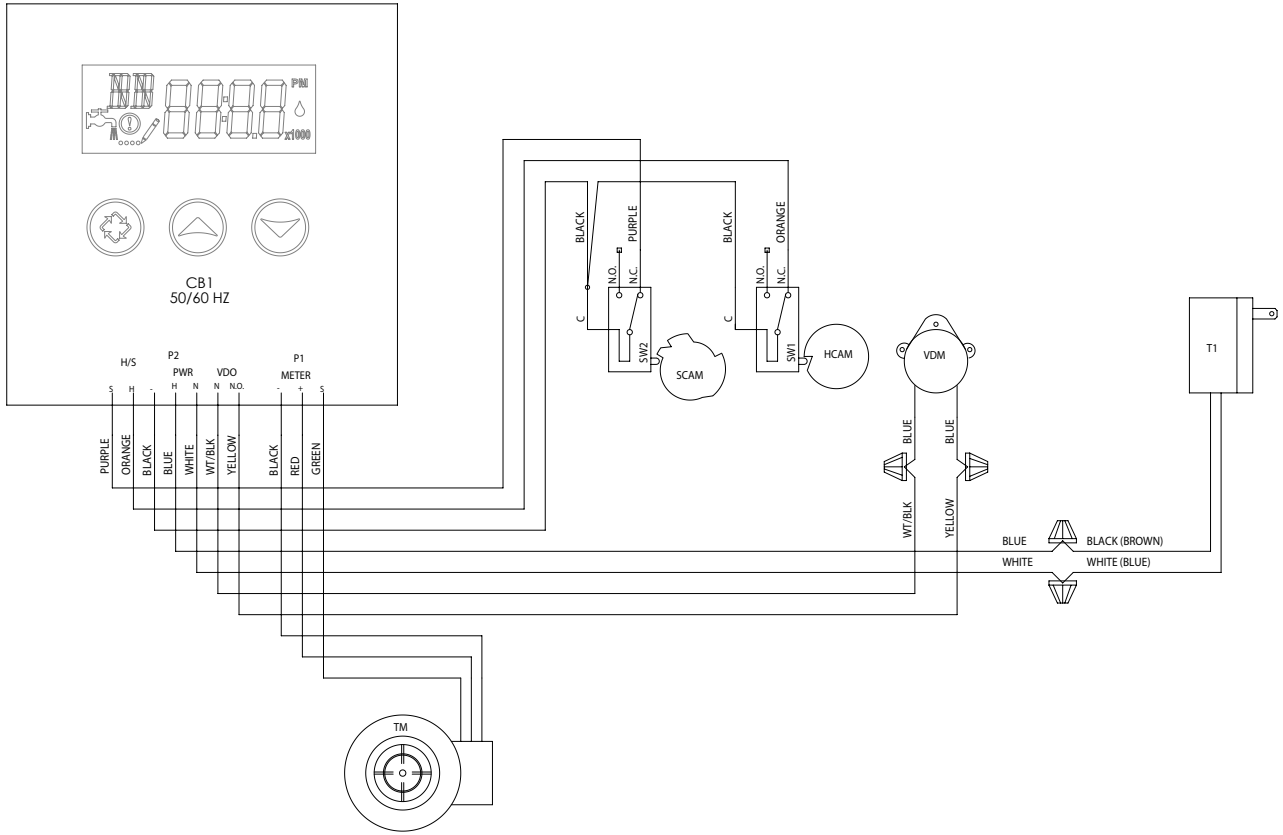 PM
x1000
CB1
50/60 HZ
H/S
P2
PWR
VDO
P1
METER
S
H
-
H
N
N
N.O.
-
+
S
PURPLE
ORANGE
BLACK
BLUE
WHITE
WT/BLK
YELLOW
BLACK
RED
GREEN
BLACK
PURPLE
BLACK
ORANGE
N.O.
N.C.
N.O.
N.C.
C
SW2
SCAM
C
SW1
HCAM
VDM
T1
BLUE
BLUE
WT/BLK
YELLOW
BLUE
BLACK (BROWN)
WHITE
WHITE (BLUE)
TM